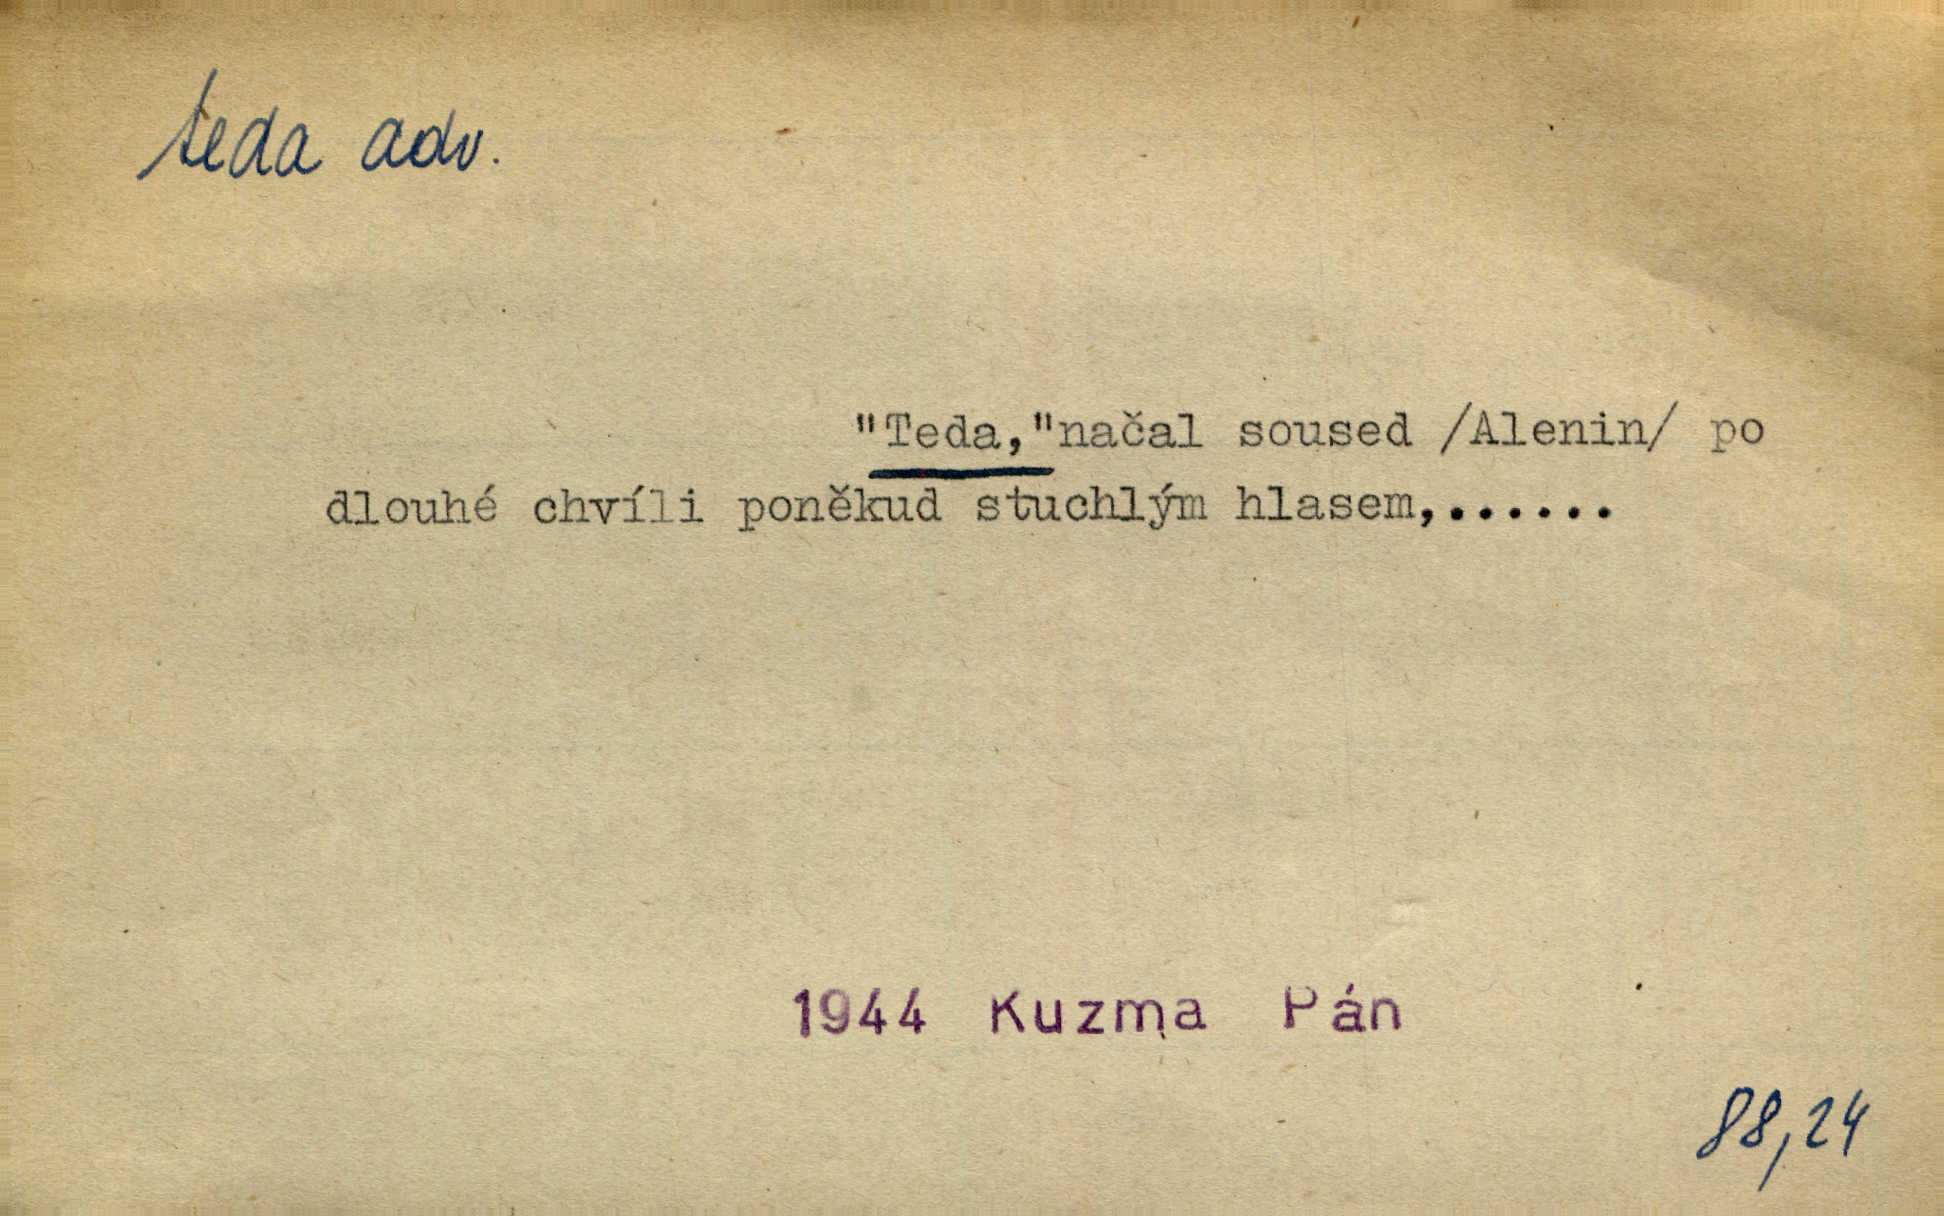 teda adv.
"Teda,"načal soused /Alenin/ po
dlouhé chvíli poněkud stuchlým hlasem,......
1944 Kuzma Pán
88,24